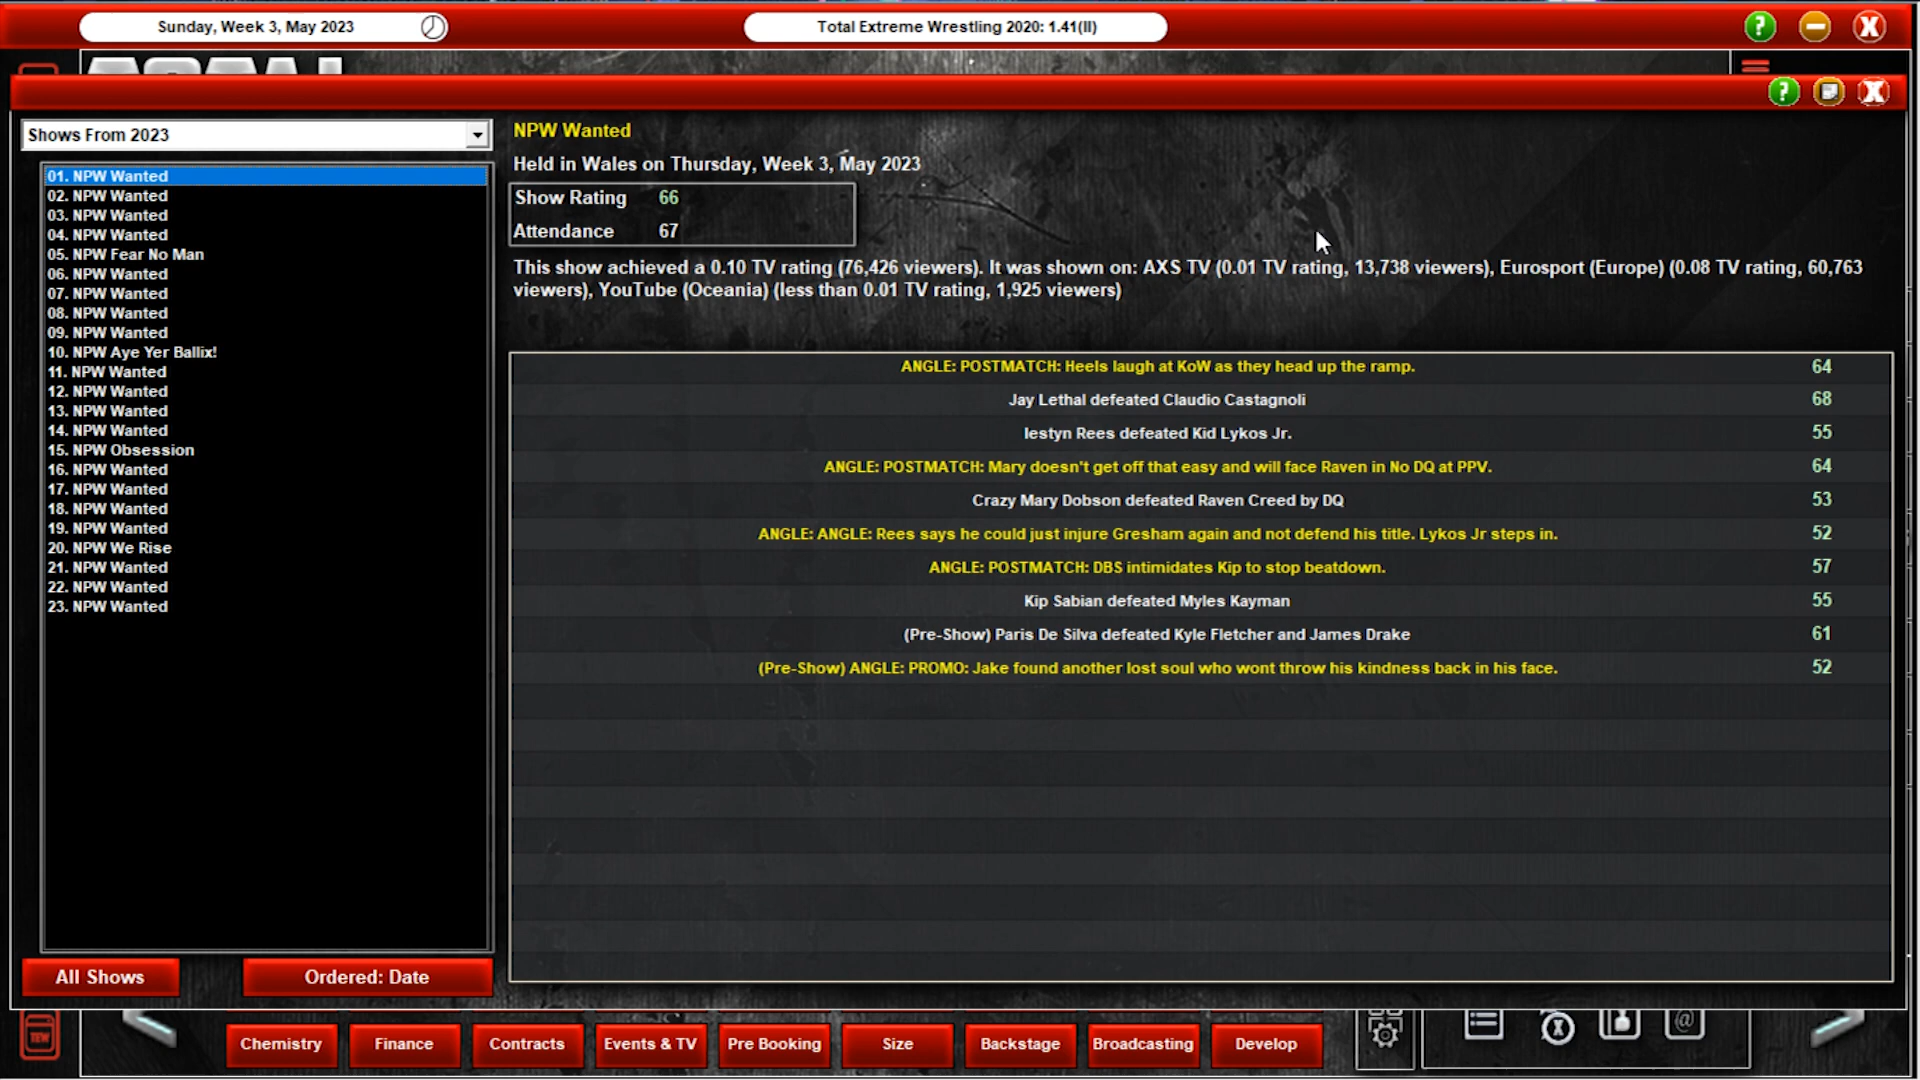 Sunday, Week 3, May 2023
Total Extreme Wrestling 2020: 1.41(II)
Shows From 2023
01. NPW Wanted
02. NPW Wanted
03. NPW Wanted
04. NPW Wanted
05. NPW Fear No Man
06. NPW Wanted
07. NPW Wanted
08. NPW Wanted
09. NPW Wanted
10. NPW Aye Yer Ballix!
11. NPW Wanted
12. NPW Wanted
13. NPW Wanted
14. NPW Wanted
15. NPW Obsession
16. NPW Wanted
17. NPW Wanted
18. NPW Wanted
19. NPW Wanted
20. NPW We Rise
21. NPW Wanted
22. NPW Wanted
23. NPW Wanted
All Shows
Ordered: Date
NPW Wanted
Held in Wales on Thursday, Week 3, May 2023
Show Rating 66
Attendance 67
This show achieved a 0.10 TV rating (76,426 viewers). It was shown on: AXS TV (0.01 TV rating, 13,738 viewers), Eurosport (Europe) (0.08 TV rating, 60,763
viewers), YouTube (Oceania) (less than 0.01 TV rating, 1,925 viewers)
ANGLE: POSTMATCH: Heels laugh at KoW as they head up the ramp. 64
Jay Lethal defeated Claudio Castagnoli 68
Iestyn Rees defeated Kid Lykos Jr. 55
ANGLE: POSTMATCH: Mary doesn't get off that easy and will face Raven in No DQ at PPV. 64
Crazy Mary Dobson defeated Raven Creed by DQ 53
ANGLE: ANGLE: Rees says he could just injure Gresham again and not defend his title. Lykos Jr steps in. 52
ANGLE: POSTMATCH: DBS intimidates Kip to stop beatdown. 57
Kip Sabian defeated Myles Kayman 55
(Pre-Show) Paris De Silva defeated Kyle Fletcher and James Drake 61
(Pre-Show) ANGLE: PROMO: Jake found another lost soul who wont throw his kindness back in his face. 52
TEW
Chemistry
Finance
Contracts
Events & TV
Pre Booking
Size
Backstage
Broadcasting
Develop